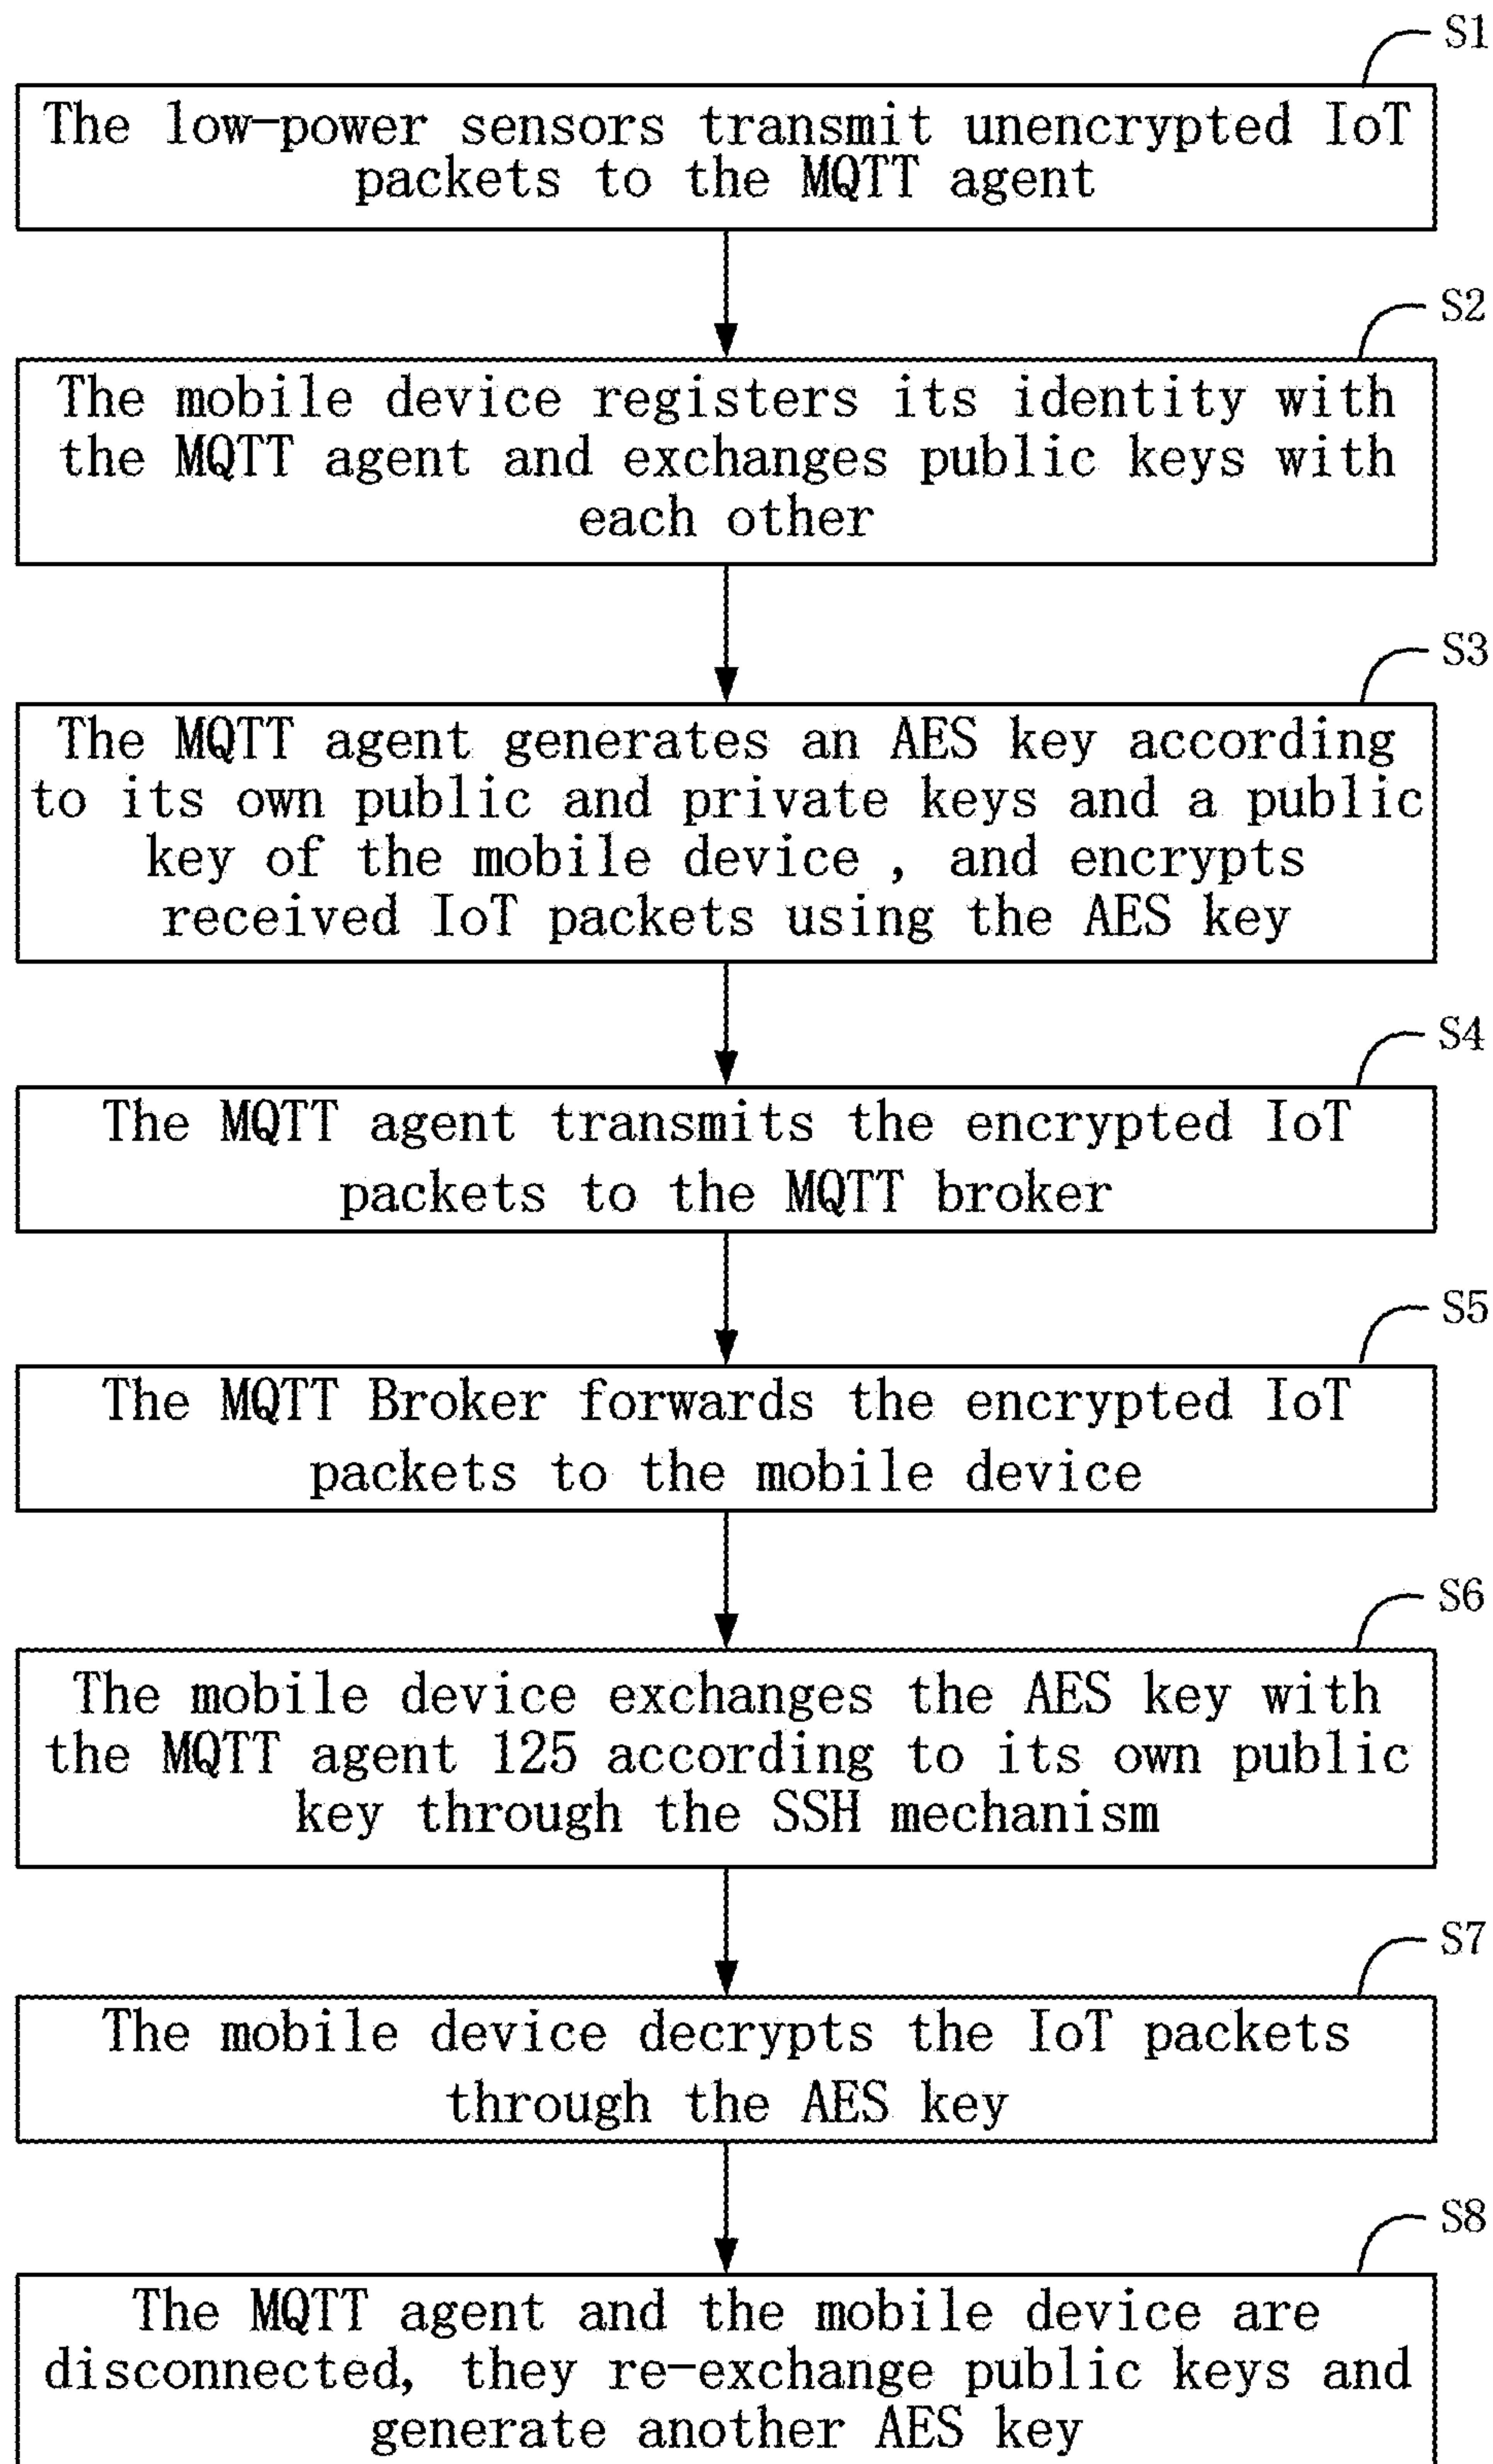 S1
The low-power sensors transmit unencrypted IoT
packets to the MQTT agent
S2
The mobile device registers its identity with
the MQTT agent and exchanges public keys with
each other
S3
The MQTT agent generates an AES key according
to its own public and private keys and a public
key of the mobile device , and encrypts
received IoT packets using the AES key
S4
The MQTT agent transmits the encrypted IoT
packets to the MQTT broker
S5
The MQTT Broker forwards the encrypted IoT
packets to the mobile device
S6
The mobile device exchanges the AES key with
the MQTT agent 125 according to its own public
key through the SSH mechanism
S7
The mobile device decrypts the IoT packets
through the AES key
S8
The MQTT agent and the mobile device are
disconnected, they re-exchange public keys and
generate another AES key